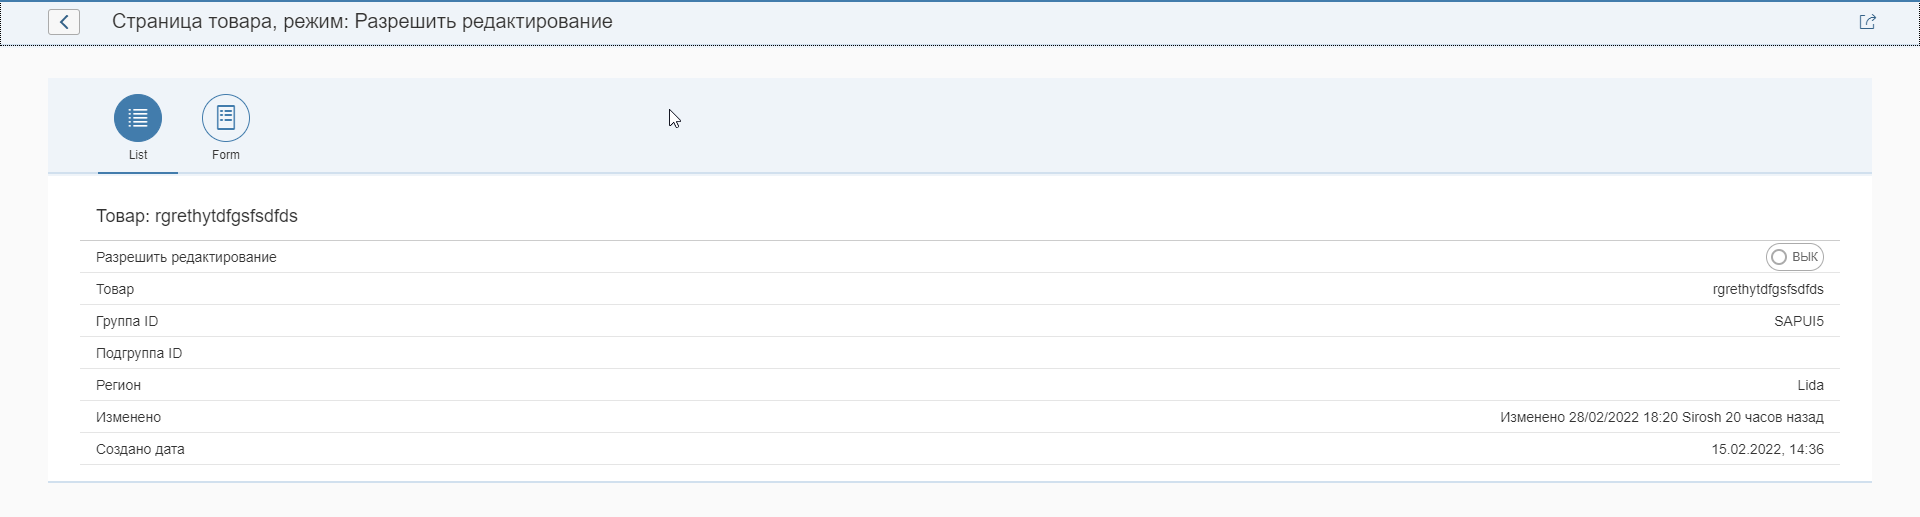 Страница товара, режим: Разрешить редактирование
List Form
Товар: rgrethytdfgsfsdfds
Разрешить редактирование ВЫК
Товар rgrethytdfgsfsdfds
Группа ID SAPUI5
Подгруппа ID
Регион Lida
Изменено Изменено 28/02/2022 18:20 Sirosh 20 часов назад
Создано дата 15.02.2022, 14:36